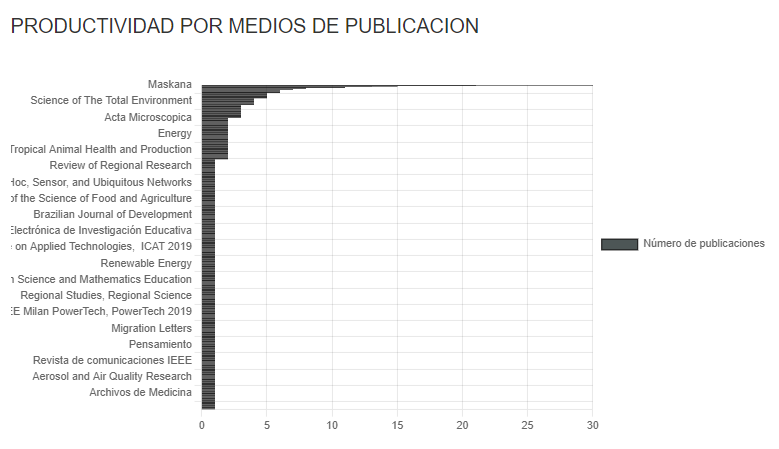 PRODUCTIVIDAD POR MEDIOS DE PUBLICACION
Maskana
Science of The Total Environment
Acta Microscopica
Energy
Tropical Animal Health and Production
Review of Regional Research
Hoc, Sensor, and Ubiquitous Networks
of the Science of Food and Agriculture
Brazilian Journal of Development
Electrónica de Investigación Educativa
on Applied Technologies, ICAT 2019
Renewable Energy
Science and Mathematics Education
Regional Studies, Regional Science
Milan PowerTech, PowerTech 2019
Migration Letters
Pensamiento
Revista de comunicaciones IEEE
Aerosol and Air Quality Research
Archivos de Medicina
0 5 10 15 20 25 30
Número de publicaciones